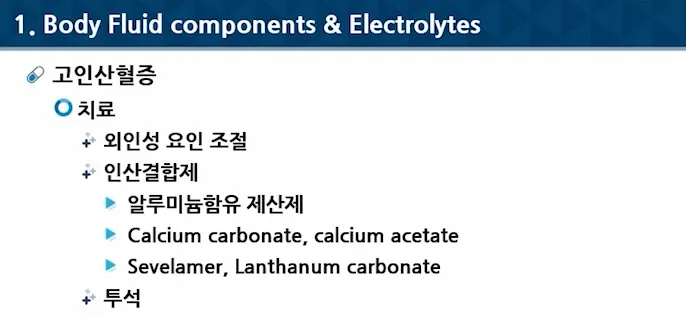 1. Body Fluid components & Electrolytes
고인산혈증
치료
외인성 요인 조절
인산결합제
알루미늄함유 제산제
Calcium carbonate, calcium acetate
Sevelamer, Lanthanum carbonate
투석